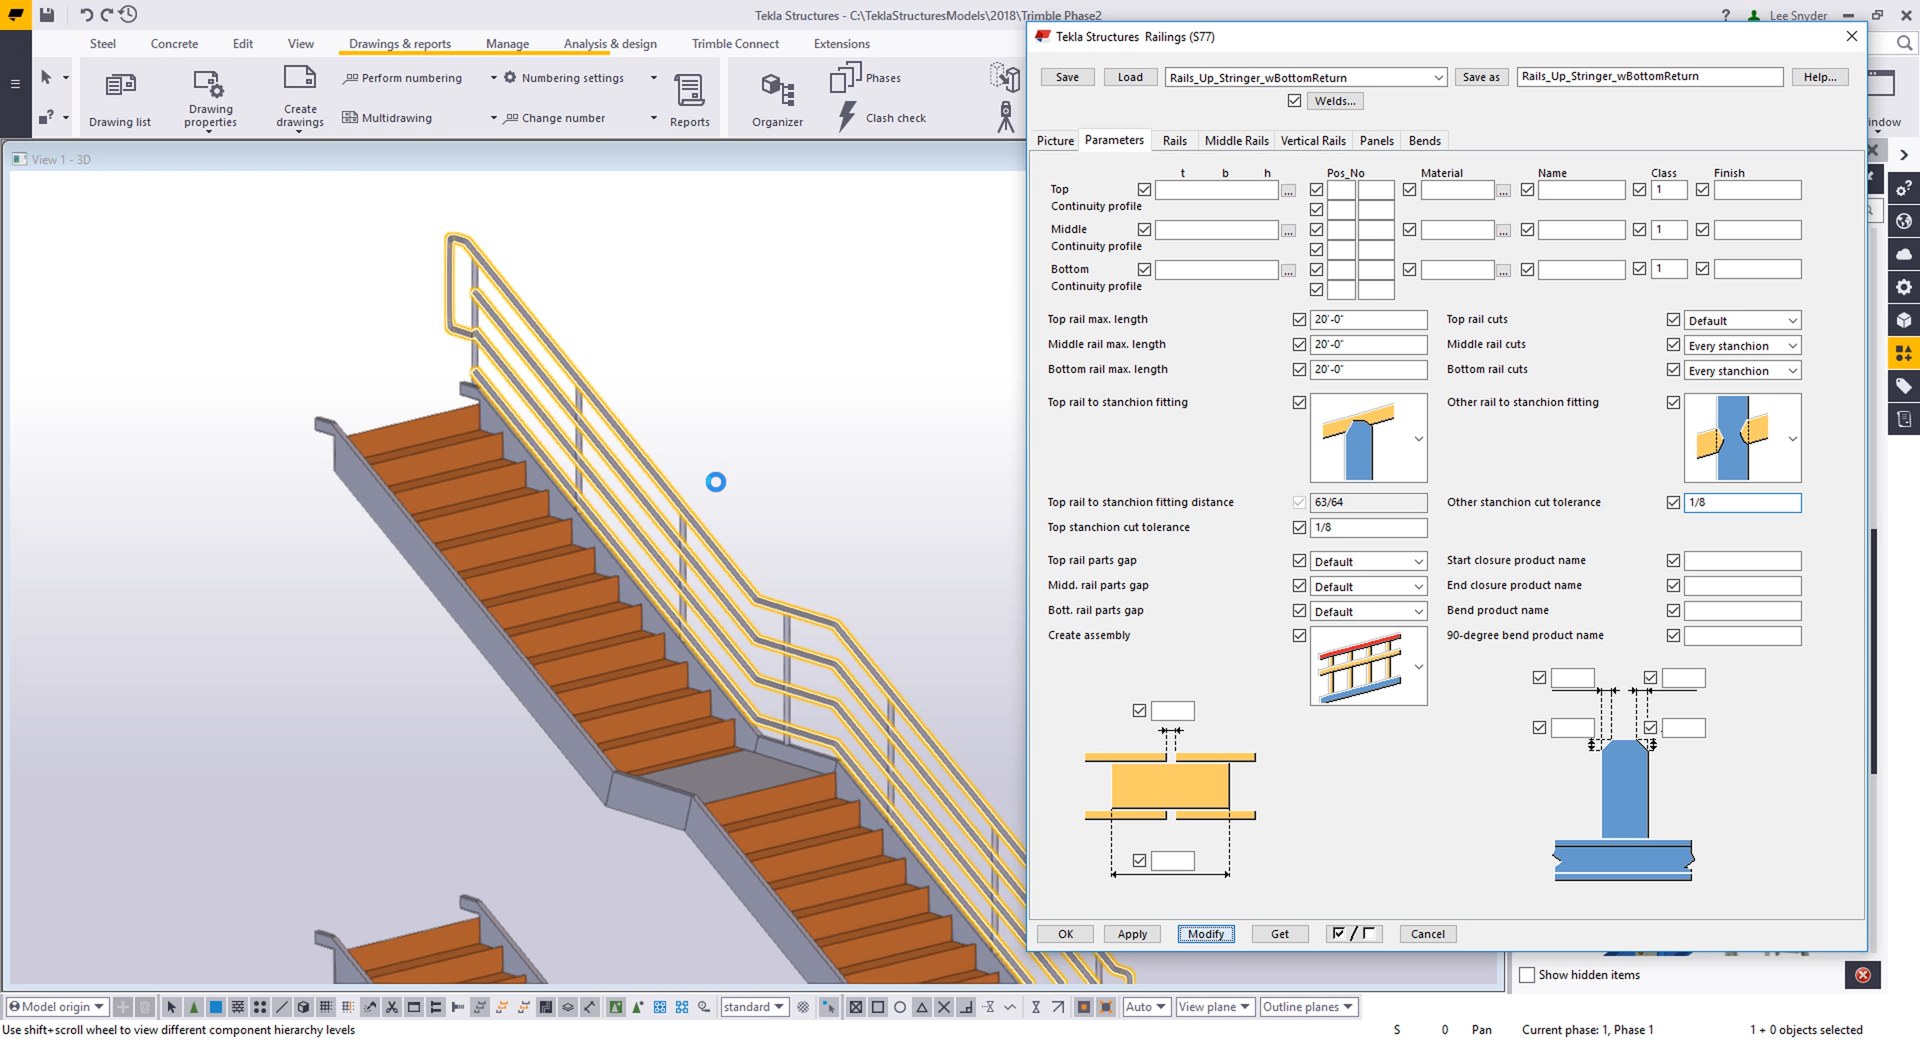 Tekla Structures - C:\TeklaStructuresModels\2018\Trimble Phase2
? Lee Snyder
Steel Concrete Edit View Drawings & reports Manage Analysis & design Trimble Connect Extensions
Drawing list
Drawing properties
Create drawings
Perform numbering
Numbering settings
Multidrawing
Change number
Reports
Organizer
Phases
Clash check
indow
View 1 - 3D
Tekla Structures Railings (S77)
Save Load Rails_Up_Stringer_wBottomReturn Save as Rails_Up_Stringer_wBottomReturn Help...
Welds...
Picture Parameters Rails Middle Rails Vertical Rails Panels Bends
t b h Pos_No Material Name Class Finish
Top 1
Continuity profile
Middle 1
Continuity profile
Bottom 1
Continuity profile
Top rail max. length 20'-0" Top rail cuts Default
Middle rail max. length 20'-0" Middle rail cuts Every stanchion
Bottom rail max. length 20'-0" Bottom rail cuts Every stanchion
Top rail to stanchion fitting Other rail to stanchion fitting
Top rail to stanchion fitting distance 63/64 Other stanchion cut tolerance 1/8
Top stanchion cut tolerance 1/8
Top rail parts gap Default Start closure product name
Midd. rail parts gap Default End closure product name
Bott. rail parts gap Default Bend product name
Create assembly 90-degree bend product name
OK Apply Modify Get / Cancel
Show hidden items
Model origin standard Auto View plane Outline planes
Use shift+scroll wheel to view different component hierarchy levels S 0 Pan Current phase: 1, Phase 1 1 + 0 objects selected